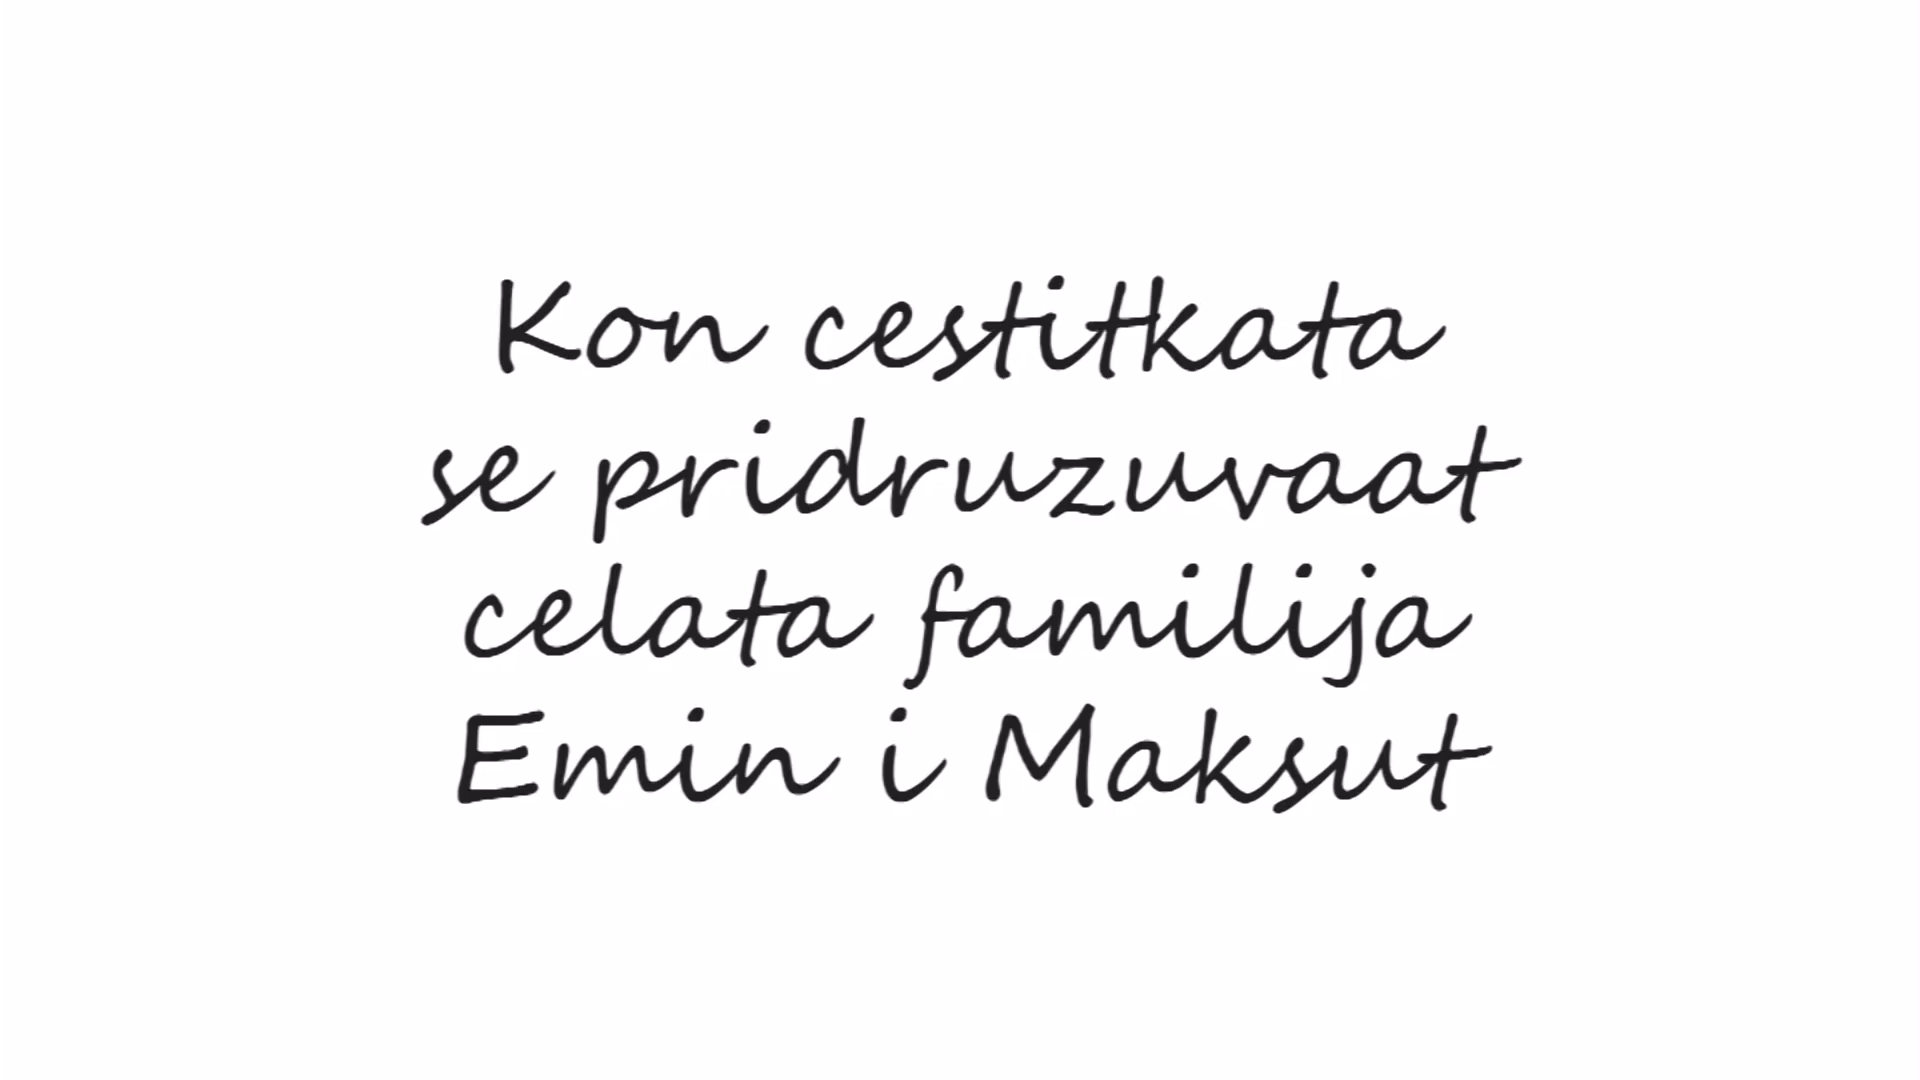 Kon cestitkata
se pridruzuvaat
celata familija
Emin i Maksut